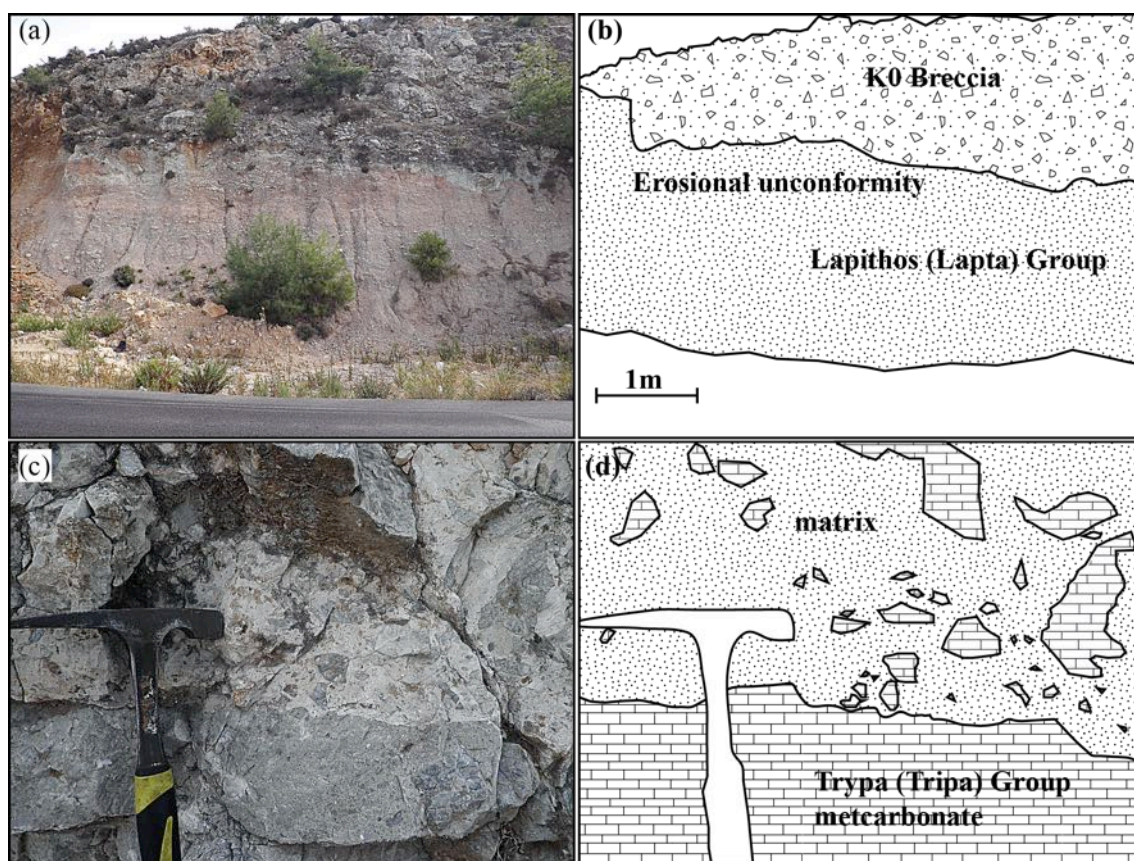 (a)
(b)
K0 Breccia
Erosional unconformity
Lapithos (Lapta) Group
1m
(c)
(d)
matrix
Trypa (Tripa) Group
metcarbonate